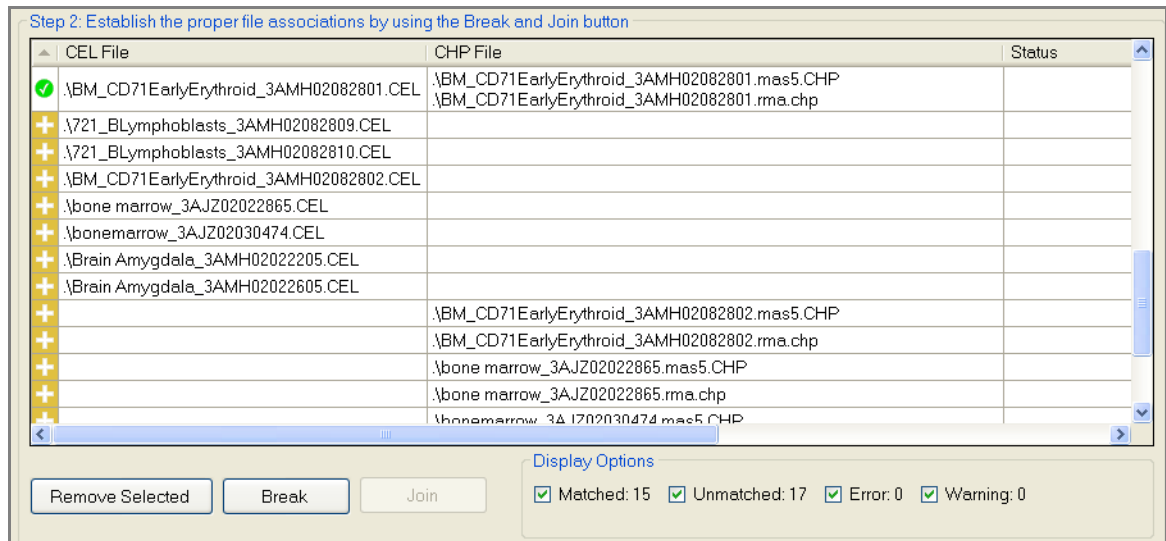 Step 2: Establish the proper file associations by using the Break and Join button
CEL File CHP File Status
.\BM_CD71EarlyErythroid_3AMH02082801.CEL .\BM_CD71EarlyErythroid_3AMH02082801.mas5.CHP
.\BM_CD71EarlyErythroid_3AMH02082801.rma.chp
.\721_BLymphoblasts_3AMH02082809.CEL
.\721_BLymphoblasts_3AMH02082810.CEL
.\BM_CD71EarlyErythroid_3AMH02082802.CEL
.\bone marrow_3AJZ02022865.CEL
.\bonemarrow_3AJZ02030474.CEL
.\Brain Amygdala_3AMH02022205.CEL
.\Brain Amygdala_3AMH02022605.CEL
.\BM_CD71EarlyErythroid_3AMH02082802.mas5.CHP
.\BM_CD71EarlyErythroid_3AMH02082802.rma.chp
.\bone marrow_3AJZ02022865.mas5.CHP
.\bone marrow_3AJZ02022865.rma.chp
.\bonemarrow_3AJZ02030474.mas5.CHP
Display Options
Remove Selected Break Join Matched: 15 Unmatched: 17 Error: 0 Warning: 0